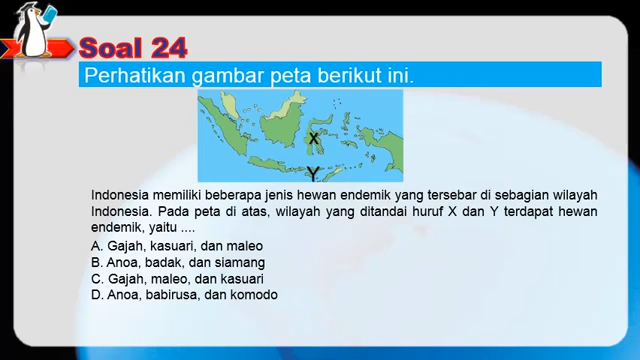 Soal 24
Perhatikan gambar peta berikut ini.
X
Y
Indonesia memiliki beberapa jenis hewan endemik yang tersebar di sebagian wilayah
Indonesia. Pada peta di atas, wilayah yang ditandai huruf X dan Y terdapat hewan
endemik, yaitu ....
A. Gajah, kasuari, dan maleo
B. Anoa, badak, dan siamang
C. Gajah, maleo, dan kasuari
D. Anoa, babirusa, dan komodo